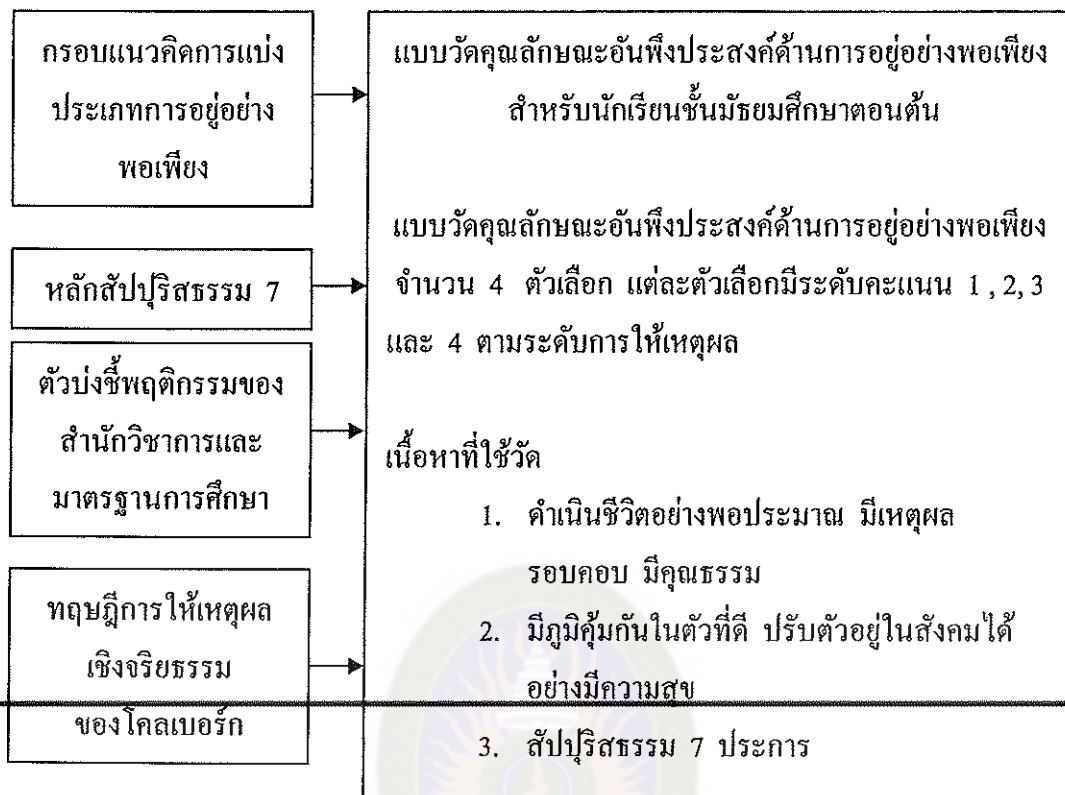 กรอบแนวคิดการแบ่ง
ประเภทการอยู่อย่าง
พอเพียง
หลักสัปปุริสธรรม 7
ตัวบ่งชี้พฤติกรรมของ
สำนักวิชาการและ
มาตรฐานการศึกษา
ทฤษฎีการให้เหตุผล
เชิงจริยธรรม
ของโคลเบอร์ก
แบบวัดคุณลักษณะอันพึงประสงค์ด้านการอยู่อย่างพอเพียง
สำหรับนักเรียนชั้นมัธยมศึกษาตอนต้น
แบบวัดคุณลักษณะอันพึงประสงค์ด้านการอยู่อย่างพอเพียง
จำนวน 4 ตัวเลือก แต่ละตัวเลือกมีระดับคะแนน 1 , 2, 3
และ 4 ตามระดับการให้เหตุผล
เนื้อหาที่ใช้วัด
1. ดำเนินชีวิตอย่างพอประมาณ มีเหตุผล
รอบคอบ มีคุณธรรม
2. มีภูมิคุ้มกันในตัวที่ดี ปรับตัวอยู่ในสังคมได้
อย่างมีความสุข
3. สัปปุริสธรรม 7 ประการ